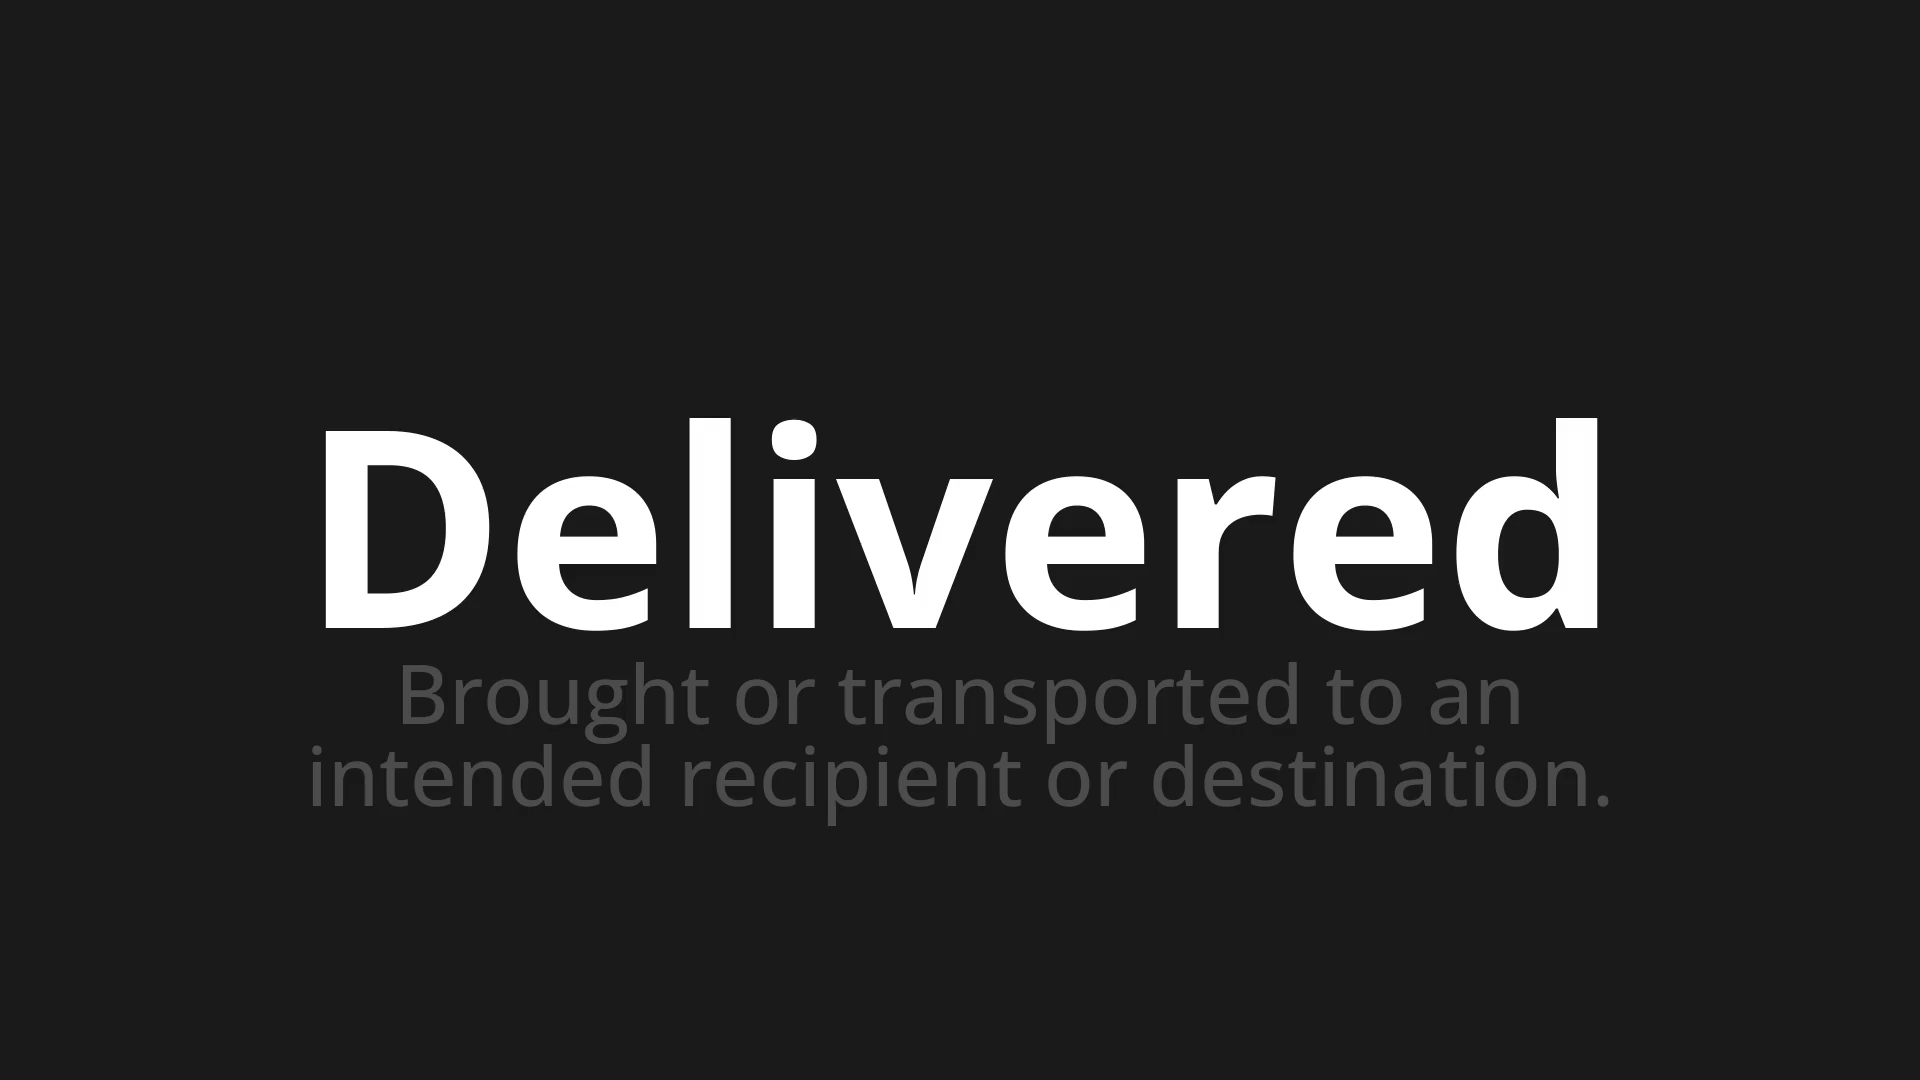 Delivered
Brought or transported to an
intended recipient or destination.